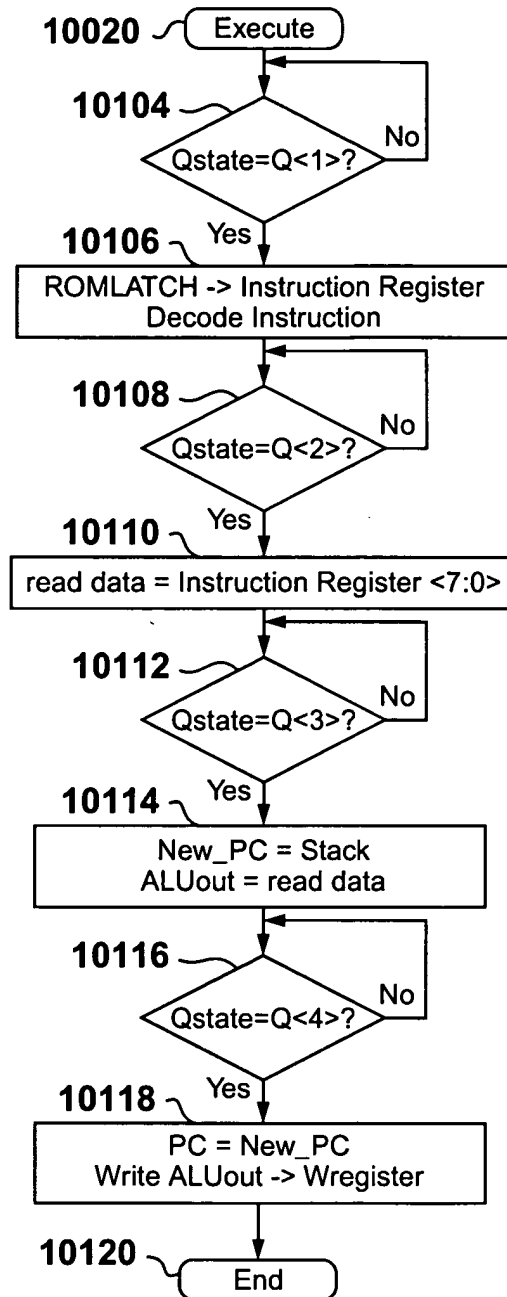 10020
Execute
10104
Qstate=Q<1>?
No
Yes
10106
ROMLATCH -> Instruction Register
Decode Instruction
10108
Qstate=Q<2>?
No
Yes
10110
read data = Instruction Register <7:0>
10112
Qstate=Q<3>?
No
Yes
10114
New_PC = Stack
ALUout = read data
10116
Qstate=Q<4>?
No
Yes
10118
PC = New_PC
Write ALUout -> Wregister
10120
End